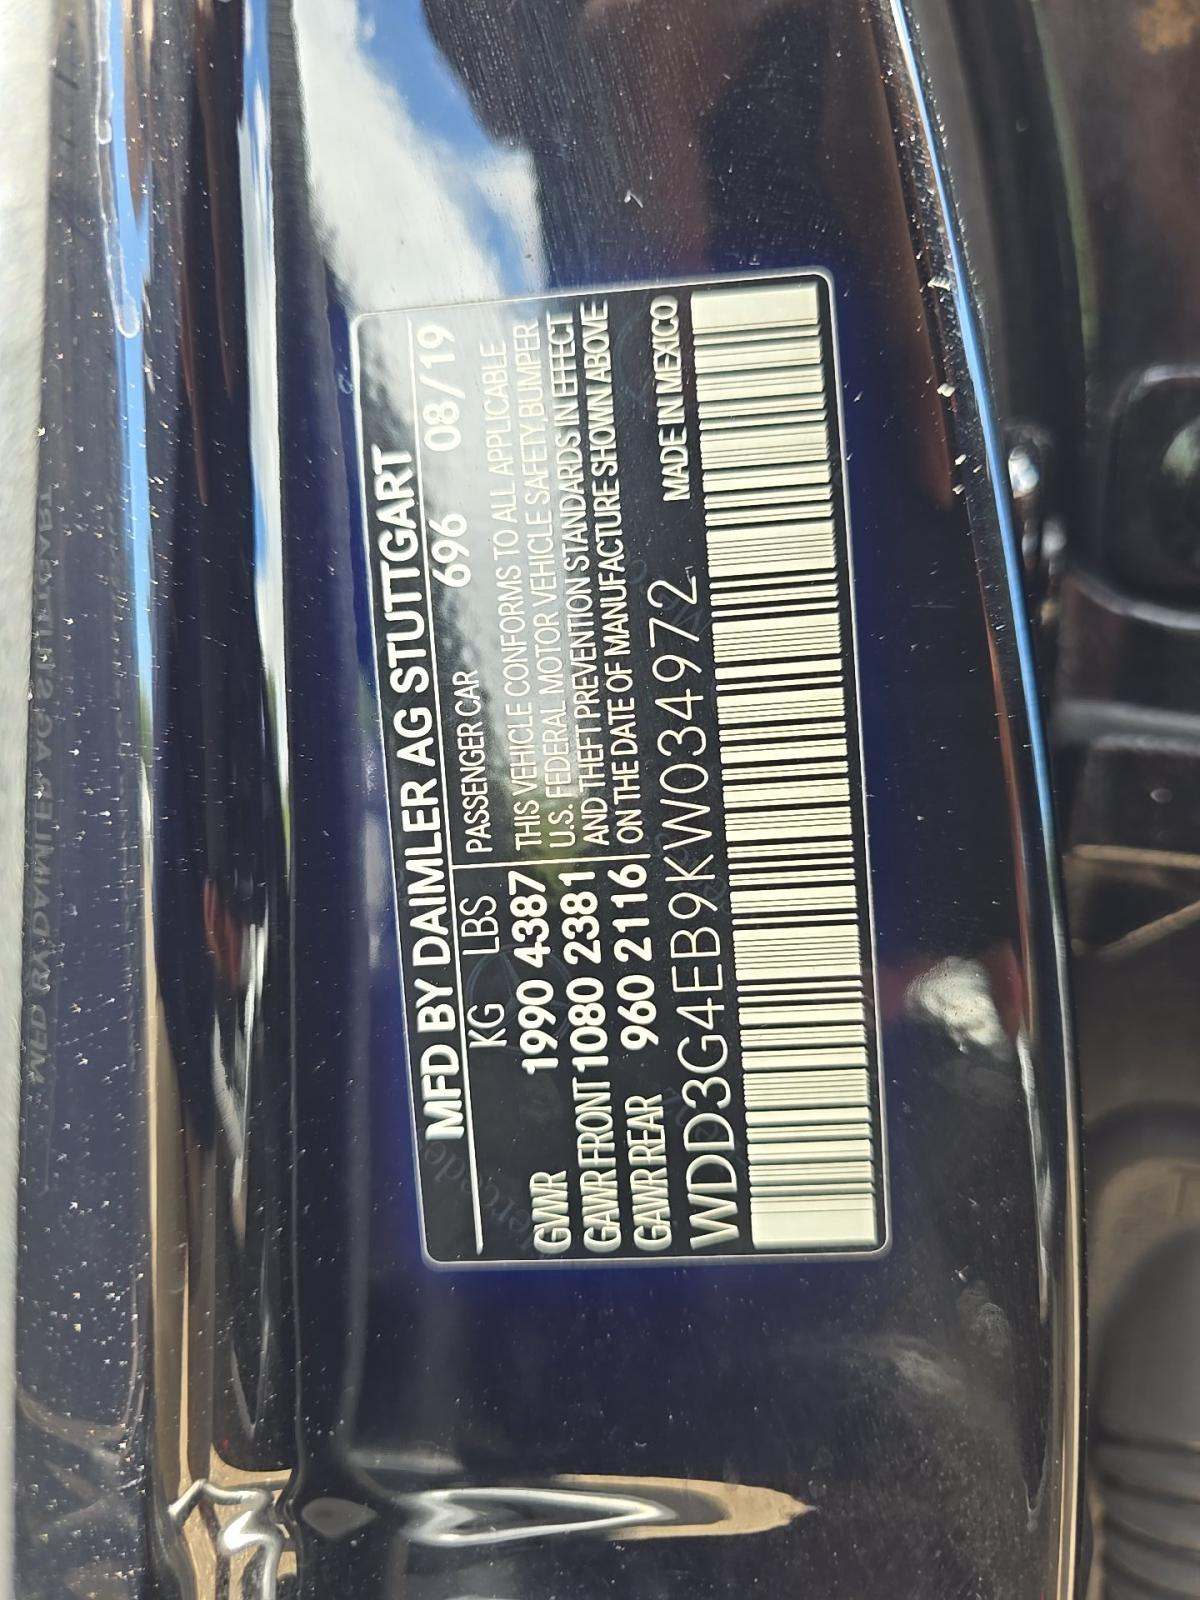 MFD BY DAIMLER AG STUTTGART
KG LBS PASSENGER CAR 696 08/19
GVWR 1990 4387 THIS VEHICLE CONFORMS TO ALL APPLICABLE
U.S. FEDERAL MOTOR VEHICLE SAFETY, BUMPER
GAWR FRONT 1080 2381 AND THEFT PREVENTION STANDARDS IN EFFECT
GAWR REAR 960 2116 ON THE DATE OF MANUFACTURE SHOWN ABOVE
WDD3G4EB9KW034972 MADE IN MEXICO